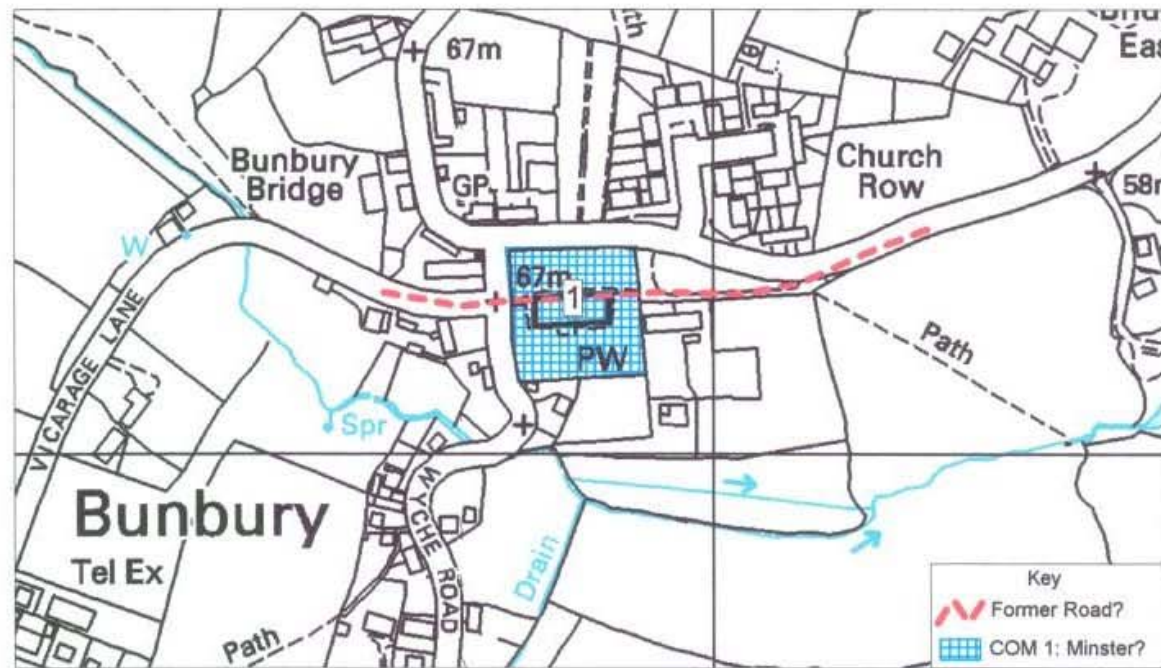 67m
Bunbury
Bridge
GP
Church
Row
Eas
58m
W
VICARAGE LANE
67m
1
PW
Path
Spr
WYCHE ROAD
Bunbury
Tel Ex
Drain
Path
Key
Former Road?
COM 1: Minster?